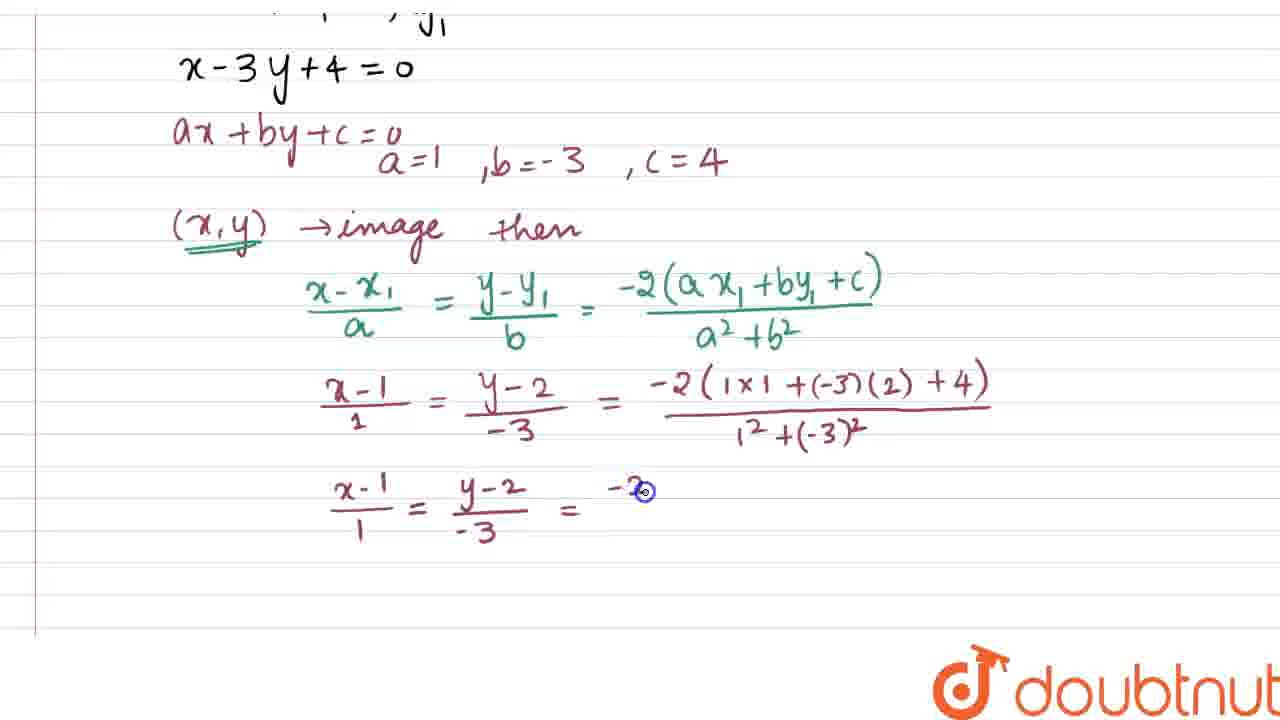 y₁
x - 3y + 4 = 0
ax + by + c = 0
a = 1 , b = -3 , c = 4
(x, y) → image then
(x - x₁)/a = (y - y₁)/b = -2(ax₁ + by₁ + c)/(a² + b²)
(x - 1)/1 = (y - 2)/-3 = -2(1×1 + (-3)(2) + 4)/(1² + (-3)²)
(x - 1)/1 = (y - 2)/-3 = -2
doubtnut